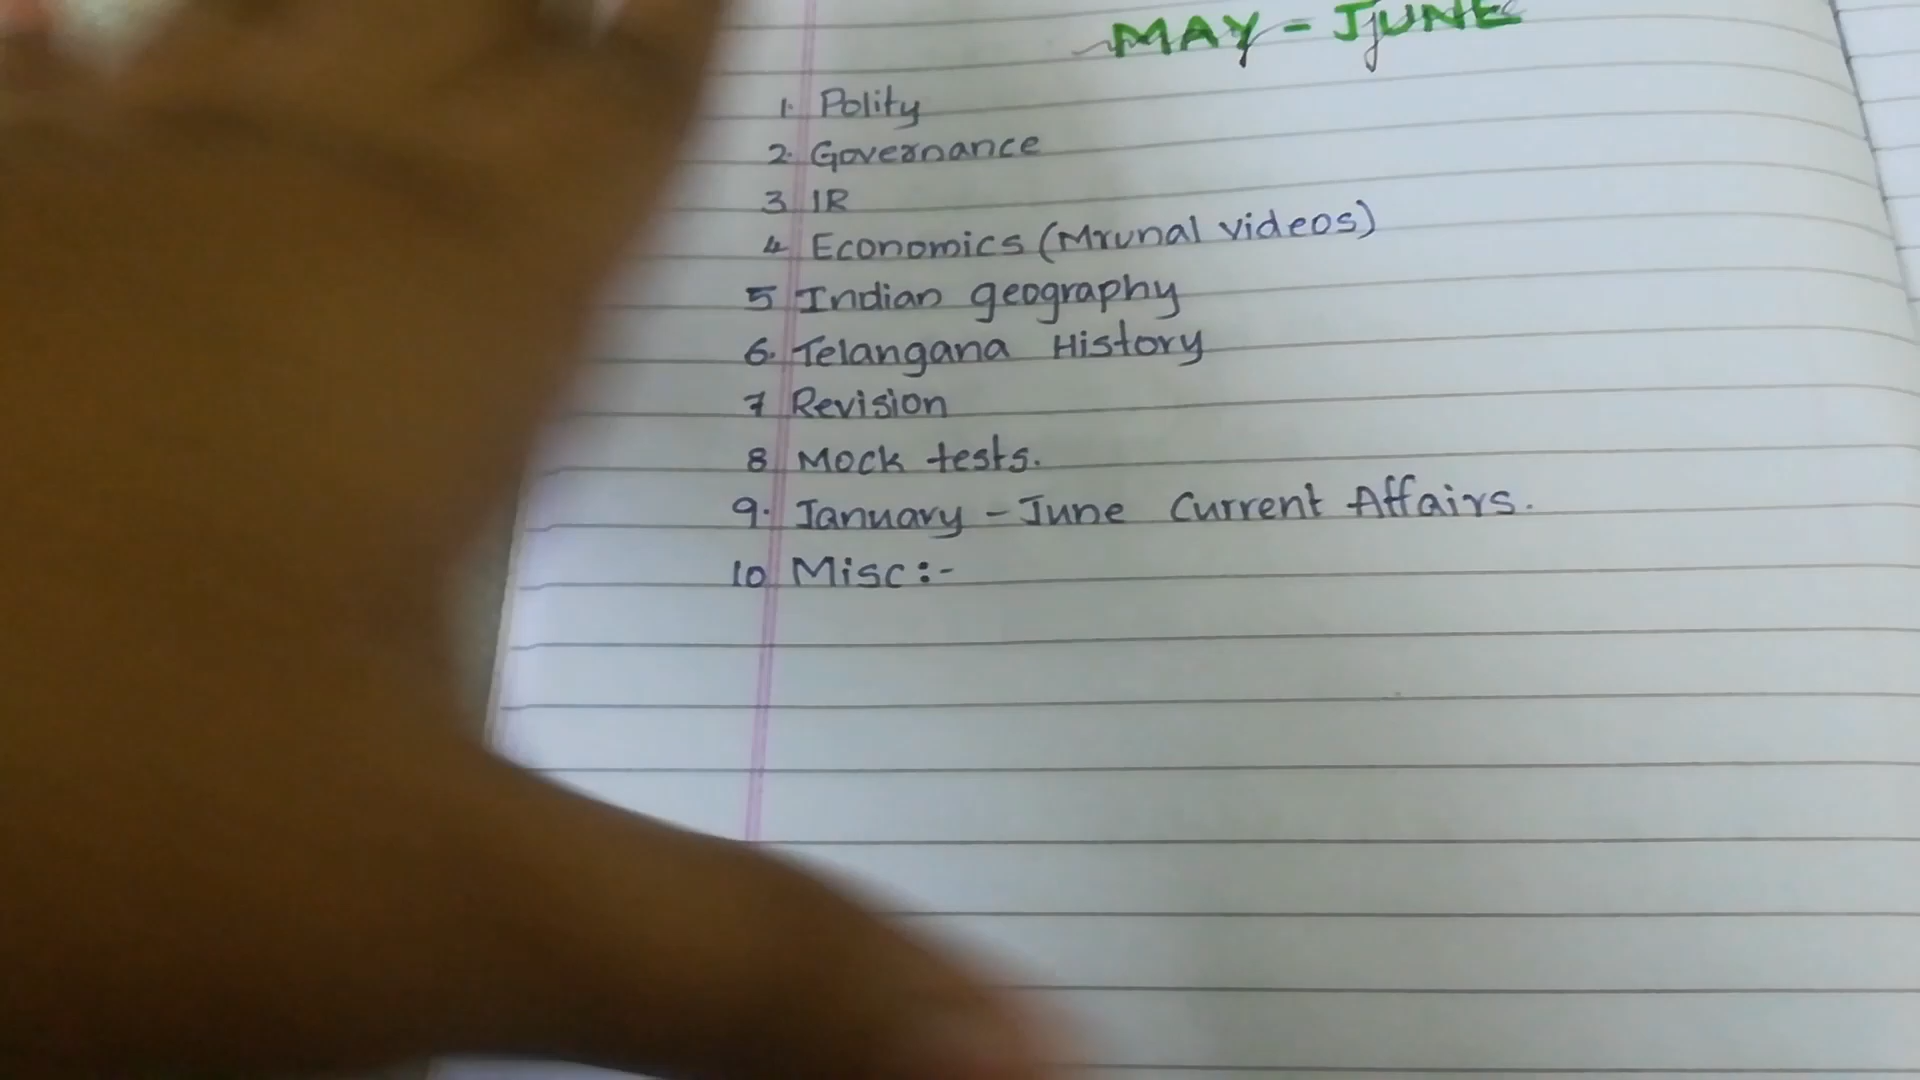 MAY - JUNE
1. Polity
2. Governance
3 IR
4 Economics (Mrunal videos)
5 Indian geography
6. Telangana History
7 Revision
8 Mock tests.
9. January - June Current Affairs.
10 Misc:-